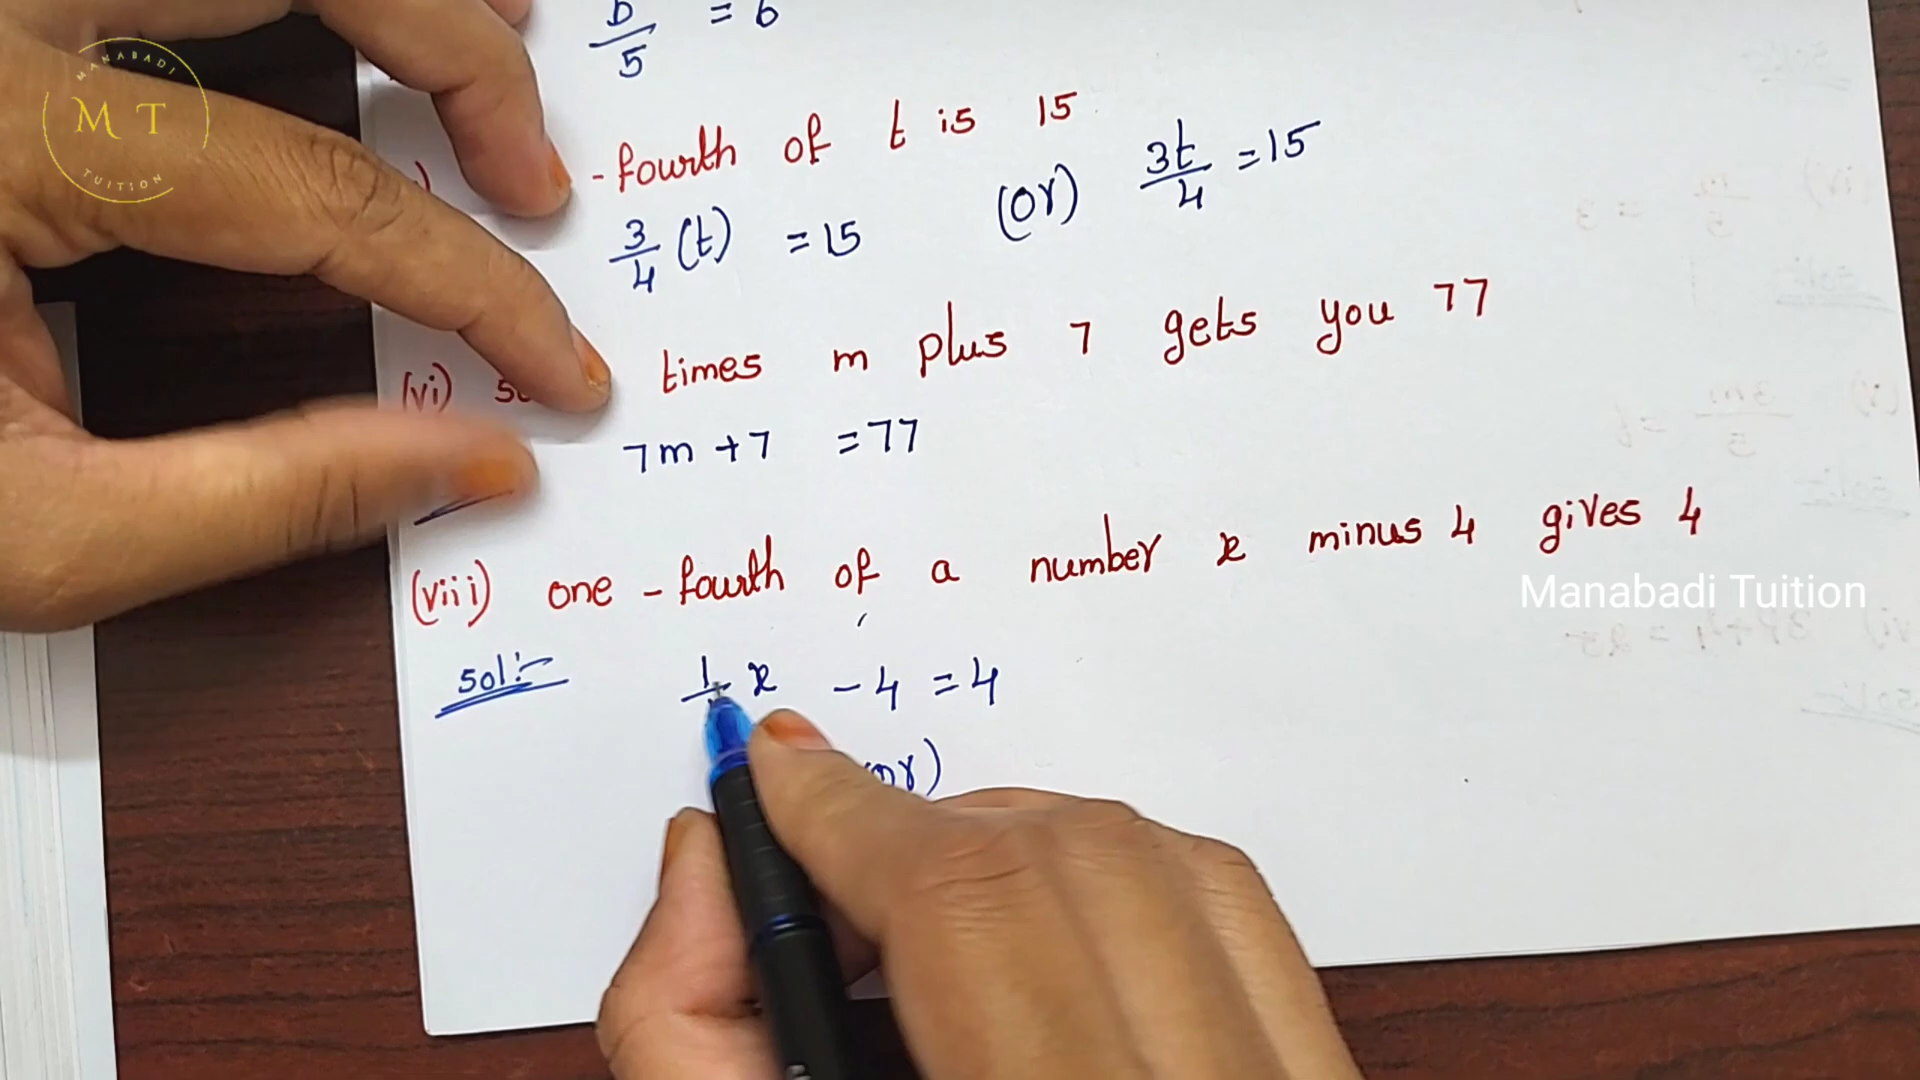 MANABADI
M T
TUITION
b/5 = 6
-fourth of t is 15
3/4 (t) = 15 (or) 3t/4 = 15
(vi) times m plus 7 gets you 77
7m + 7 = 77
(viii) one-fourth of a number x minus 4 gives 4
Manabadi Tuition
Sol:- 1/ x - 4 = 4
(or)